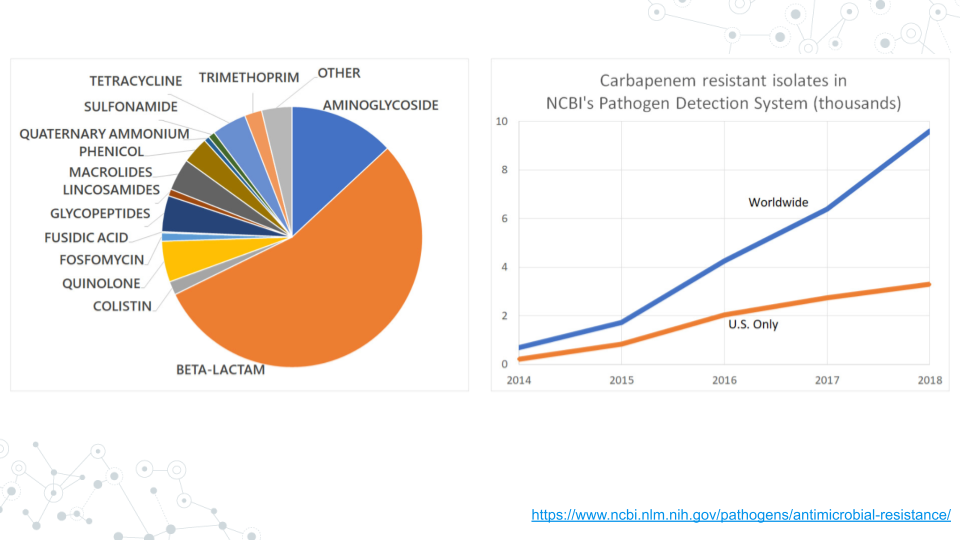 TETRACYCLINE
TRIMETHOPRIM
OTHER
SULFONAMIDE
AMINOGLYCOSIDE
QUATERNARY AMMONIUM
PHENICOL
MACROLIDES
LINCOSAMIDES
GLYCOPEPTIDES
FUSIDIC ACID
FOSFOMYCIN
QUINOLONE
COLISTIN
BETA-LACTAM
Carbapenem resistant isolates in
NCBI's Pathogen Detection System (thousands)
10
8
6
4
2
0
Worldwide
U.S. Only
2014
2015
2016
2017
2018
https://www.ncbi.nlm.nih.gov/pathogens/antimicrobial-resistance/